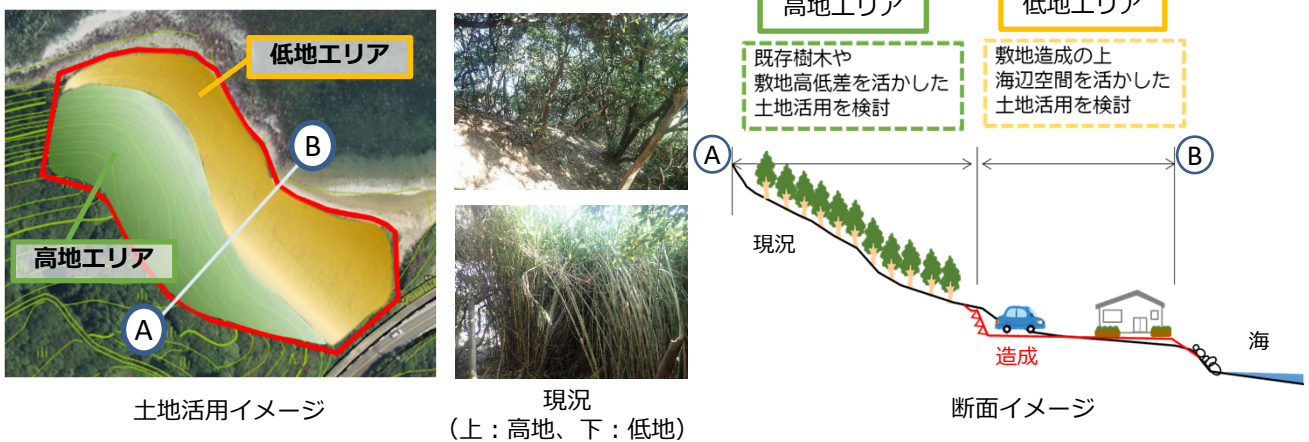 低地エリア
B
高地エリア
A
土地活用イメージ
現況
（上：高地、下：低地）
高地エリア
低地エリア
既存樹木や
敷地高低差を活かした
土地活用を検討
敷地造成の上
海辺空間を活かした
土地活用を検討
A
B
現況
造成
海
断面イメージ